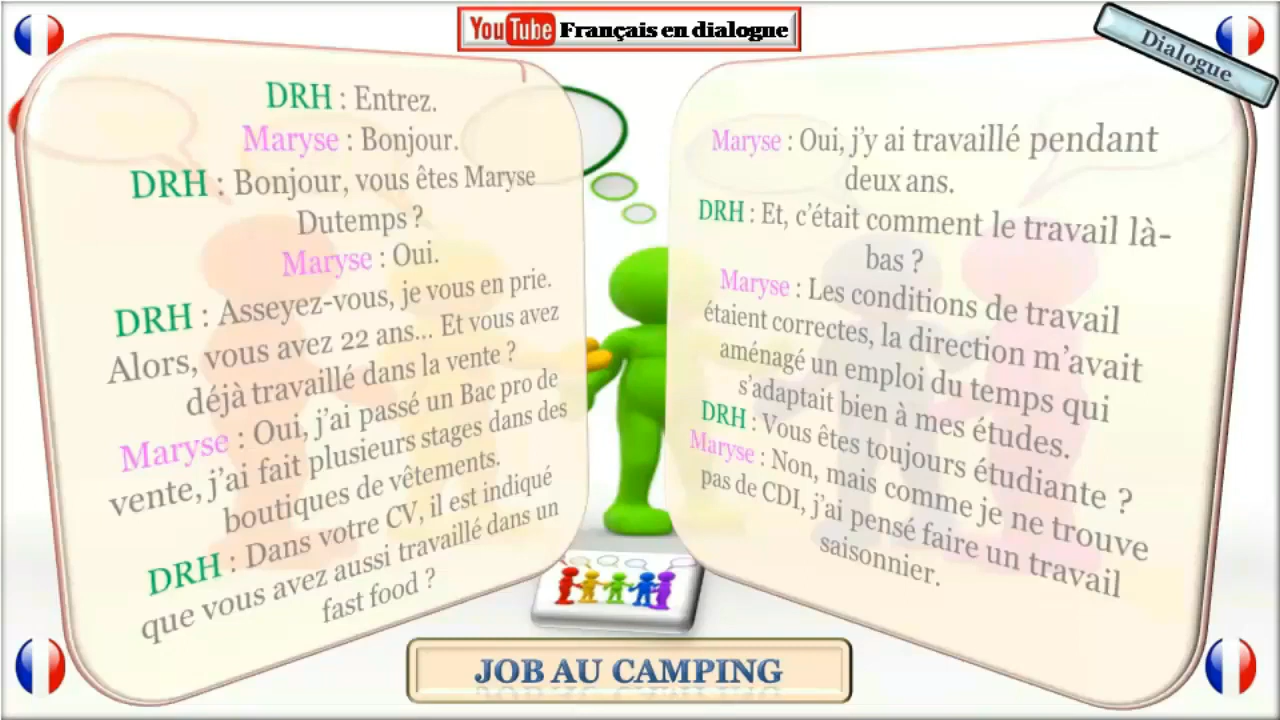 YouTube Français en dialogue
Dialogue
DRH : Entrez.
Maryse : Bonjour.
DRH : Bonjour, vous êtes Maryse
Dutemps ?
Maryse : Oui.
DRH : Asseyez-vous, je vous en prie.
Alors, vous avez 22 ans... Et vous avez
déjà travaillé dans la vente ?
Maryse : Oui, j'ai passé un Bac pro de
vente, j'ai fait plusieurs stages dans des
boutiques de vêtements.
DRH : Dans votre CV, il est indiqué
que vous avez aussi travaillé dans un
fast food ?
Maryse : Oui, j'y ai travaillé pendant
deux ans.
DRH : Et, c'était comment le travail là-
bas ?
Maryse : Les conditions de travail
étaient correctes, la direction m'avait
aménagé un emploi du temps qui
s'adaptait bien à mes études.
DRH : Vous êtes toujours étudiante ?
Maryse : Non, mais comme je ne trouve
pas de CDI, j'ai pensé faire un travail
saisonnier.
JOB AU CAMPING